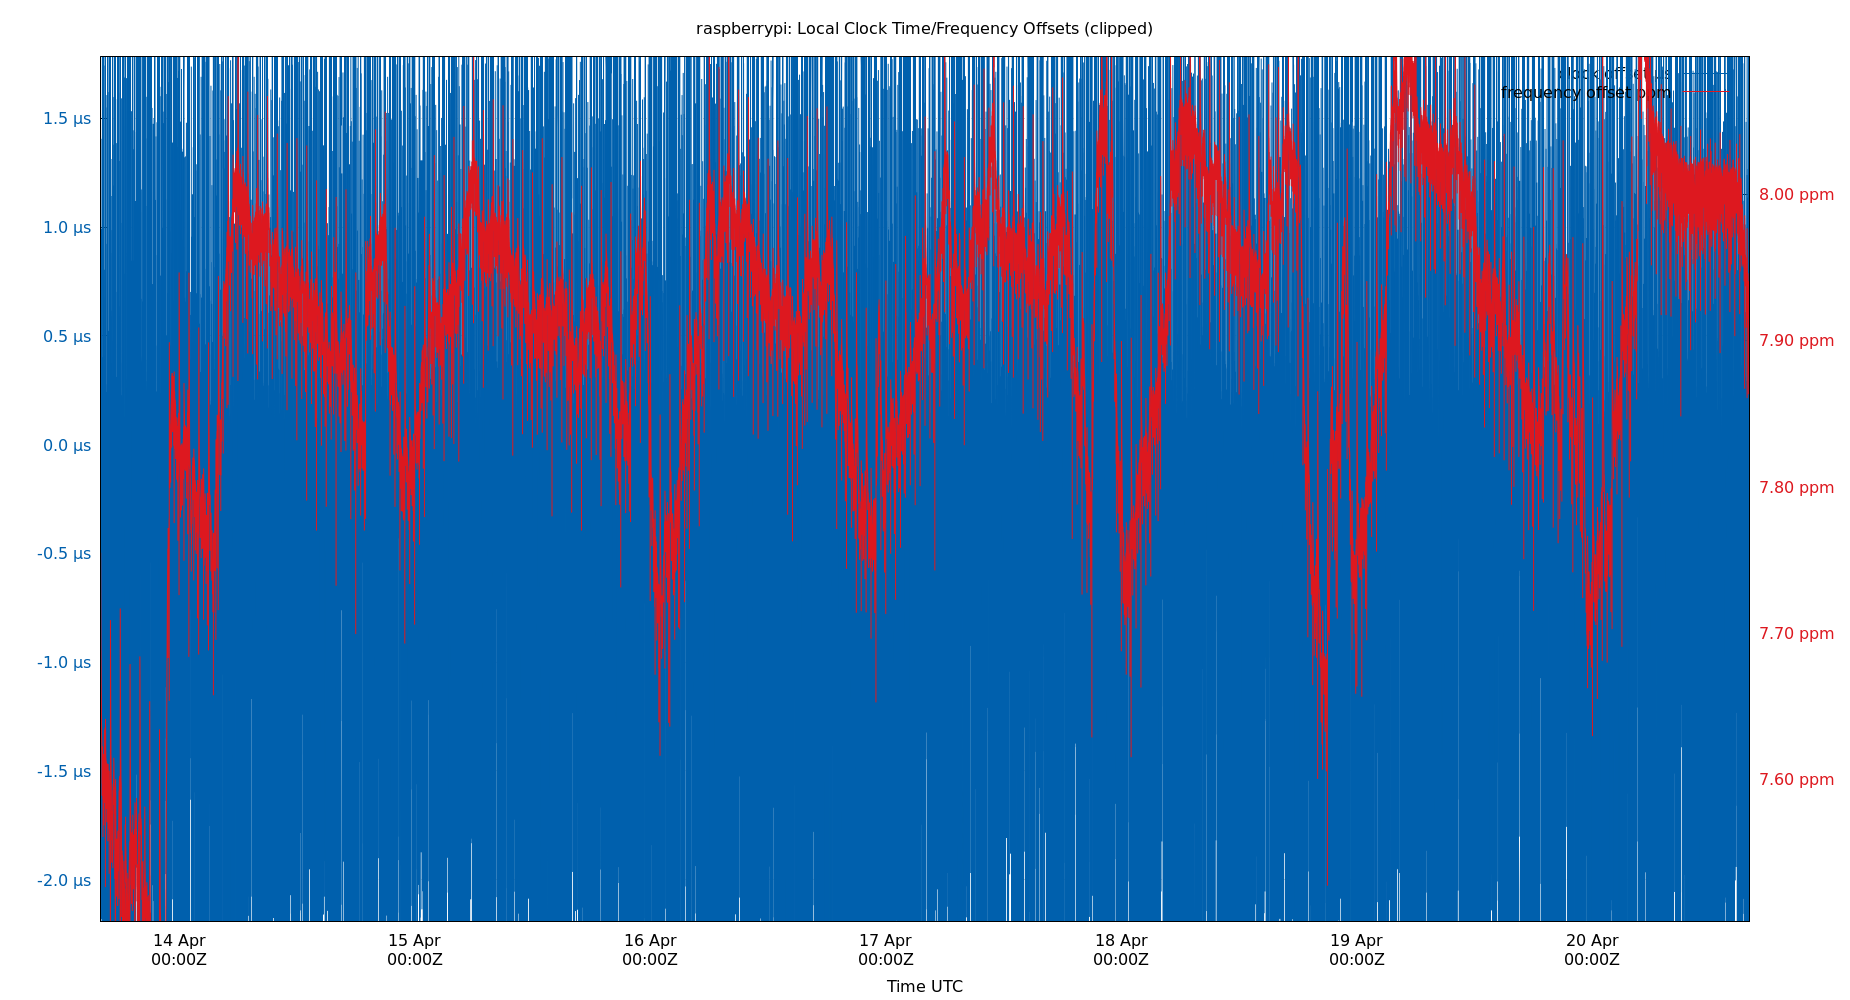 raspberrypi: Local Clock Time/Frequency Offsets (clipped)
clock offset µs
frequency offset ppm
1.5 µs
1.0 µs
0.5 µs
0.0 µs
-0.5 µs
-1.0 µs
-1.5 µs
-2.0 µs
8.00 ppm
7.90 ppm
7.80 ppm
7.70 ppm
7.60 ppm
14 Apr 15 Apr 16 Apr 17 Apr 18 Apr 19 Apr 20 Apr
00:00Z 00:00Z 00:00Z 00:00Z 00:00Z 00:00Z 00:00Z
Time UTC